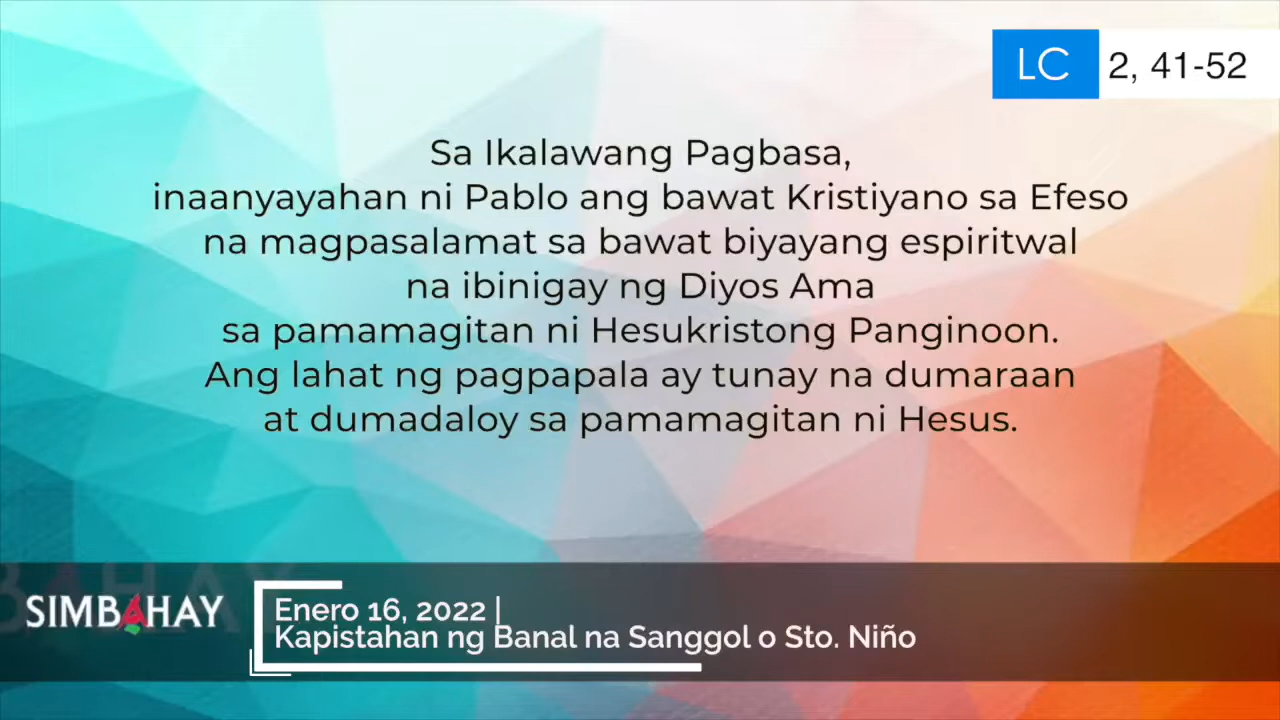 LC 2, 41-52
Sa Ikalawang Pagbasa,
inaanyayahan ni Pablo ang bawat Kristiyano sa Efeso
na magpasalamat sa bawat biyayang espiritwal
na ibinigay ng Diyos Ama
sa pamamagitan ni Hesukristong Panginoon.
Ang lahat ng pagpapala ay tunay na dumaraan
at dumadaloy sa pamamagitan ni Hesus.
SIMBAHAY
Enero 16, 2022 |
Kapistahan ng Banal na Sanggol o Sto. Niño